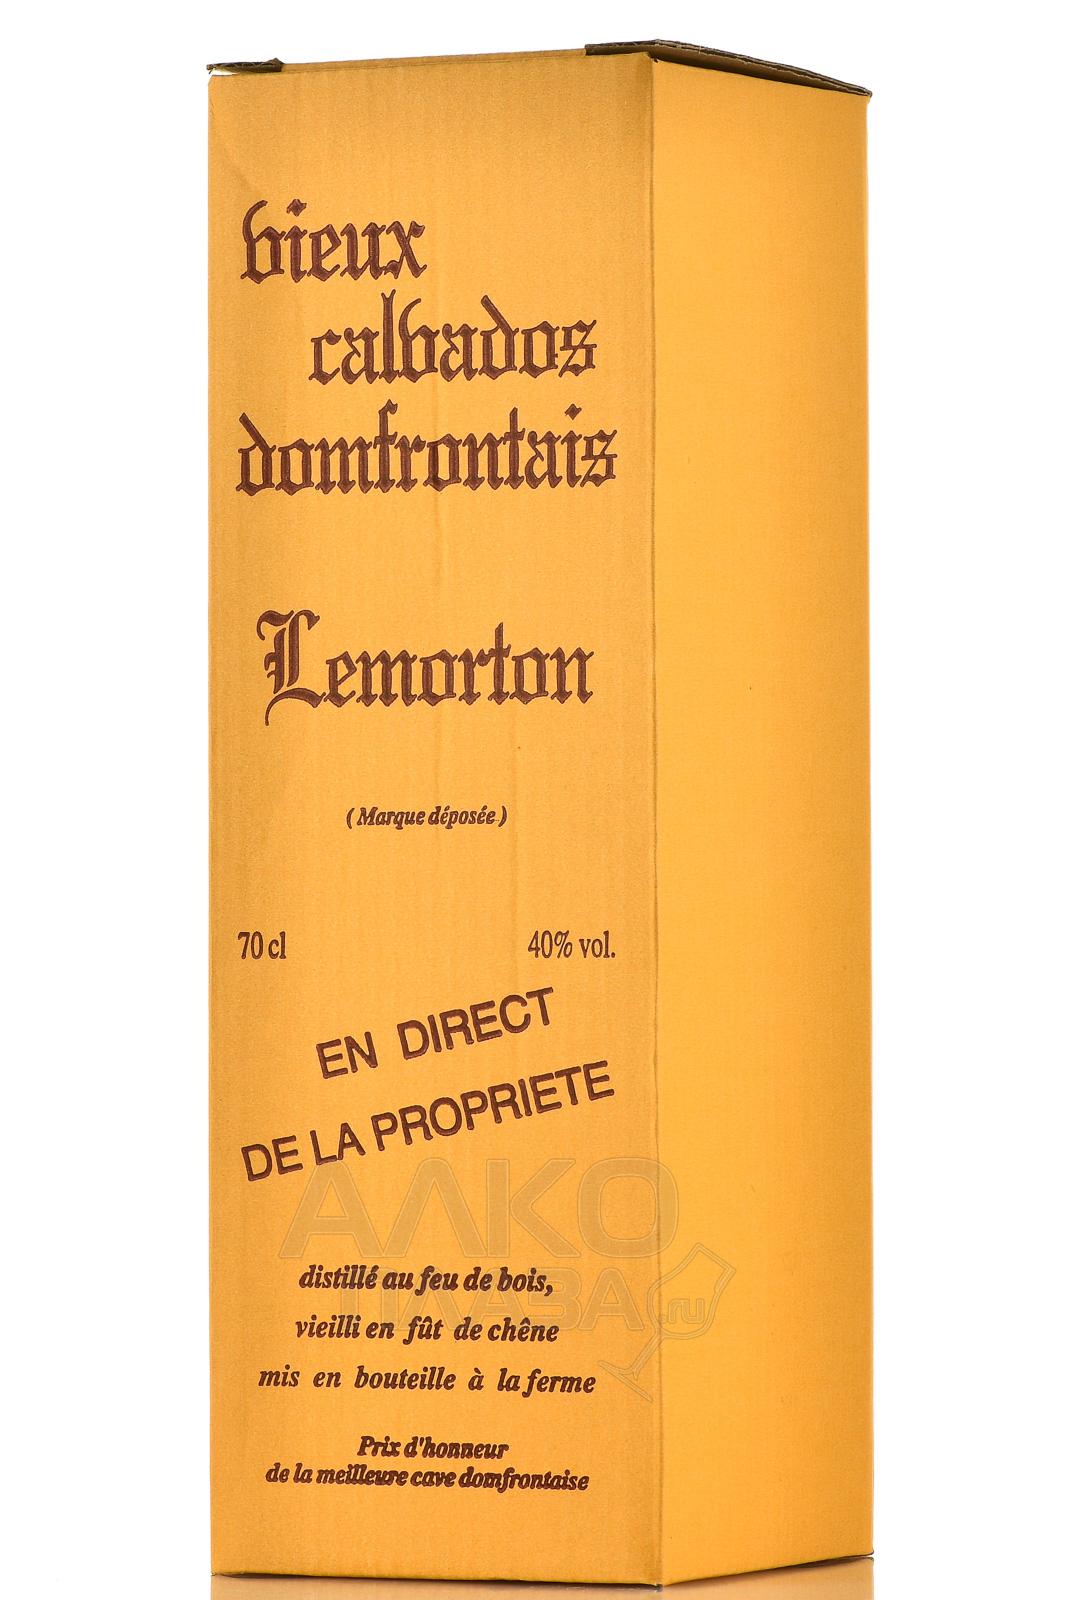 vieux
calvados
domfrontais
Lemorton
( Marque déposée )
70 cl 40% vol.
EN DIRECT
DE LA PROPRIETE
АЛКО
ПЛАЗА .ru
distillé au feu de bois,
vieilli en fût de chêne
mis en bouteille à la ferme
Prix d'honneur
de la meilleure cave domfrontaise